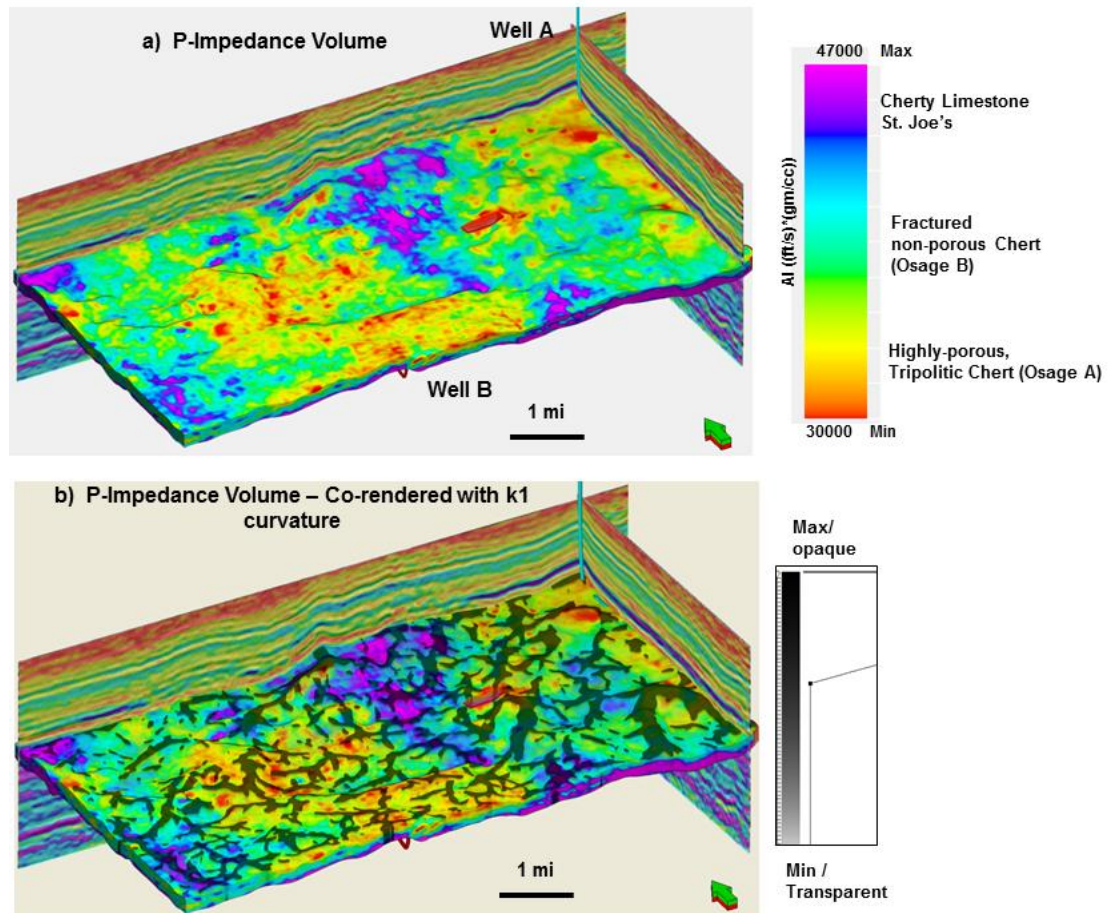 a) P-Impedance Volume
Well A
Well B
1 mi
47000 Max
Cherty Limestone
St. Joe's
AI ((ft/s)*(gm/cc))
Fractured
non-porous Chert
(Osage B)
Highly-porous,
Tripolitic Chert (Osage A)
30000 Min
b) P-Impedance Volume – Co-rendered with k1
curvature
1 mi
Max/
opaque
Min /
Transparent